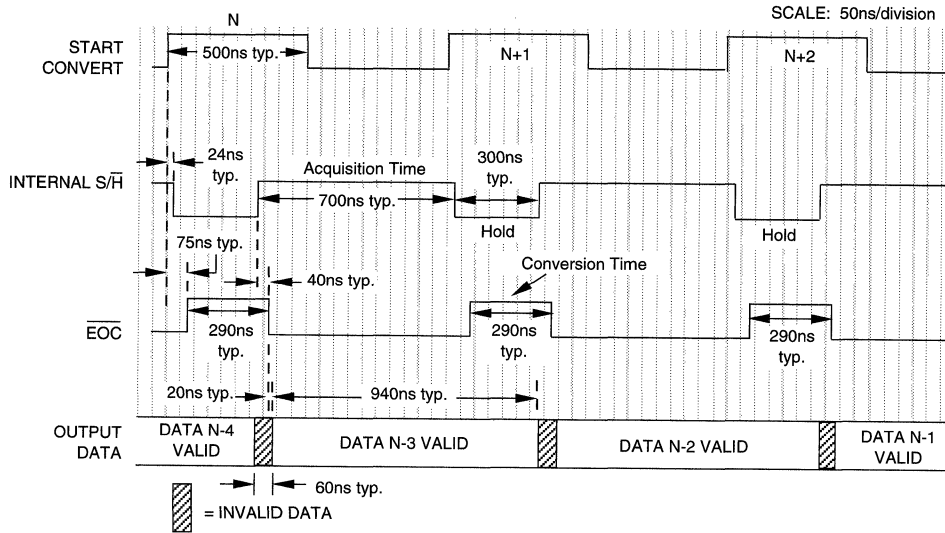 SCALE: 50ns/division
N
START
CONVERT
500ns typ.
N+1
N+2
24ns
typ.
Acquisition Time
300ns
typ.
INTERNAL S/H̅
700ns typ.
Hold
Hold
75ns typ.
40ns typ.
Conversion Time
E̅O̅C̅
290ns
typ.
290ns
typ.
290ns
typ.
20ns typ.
940ns typ.
OUTPUT
DATA
DATA N-4
VALID
DATA N-3 VALID
DATA N-2 VALID
DATA N-1
VALID
60ns typ.
= INVALID DATA